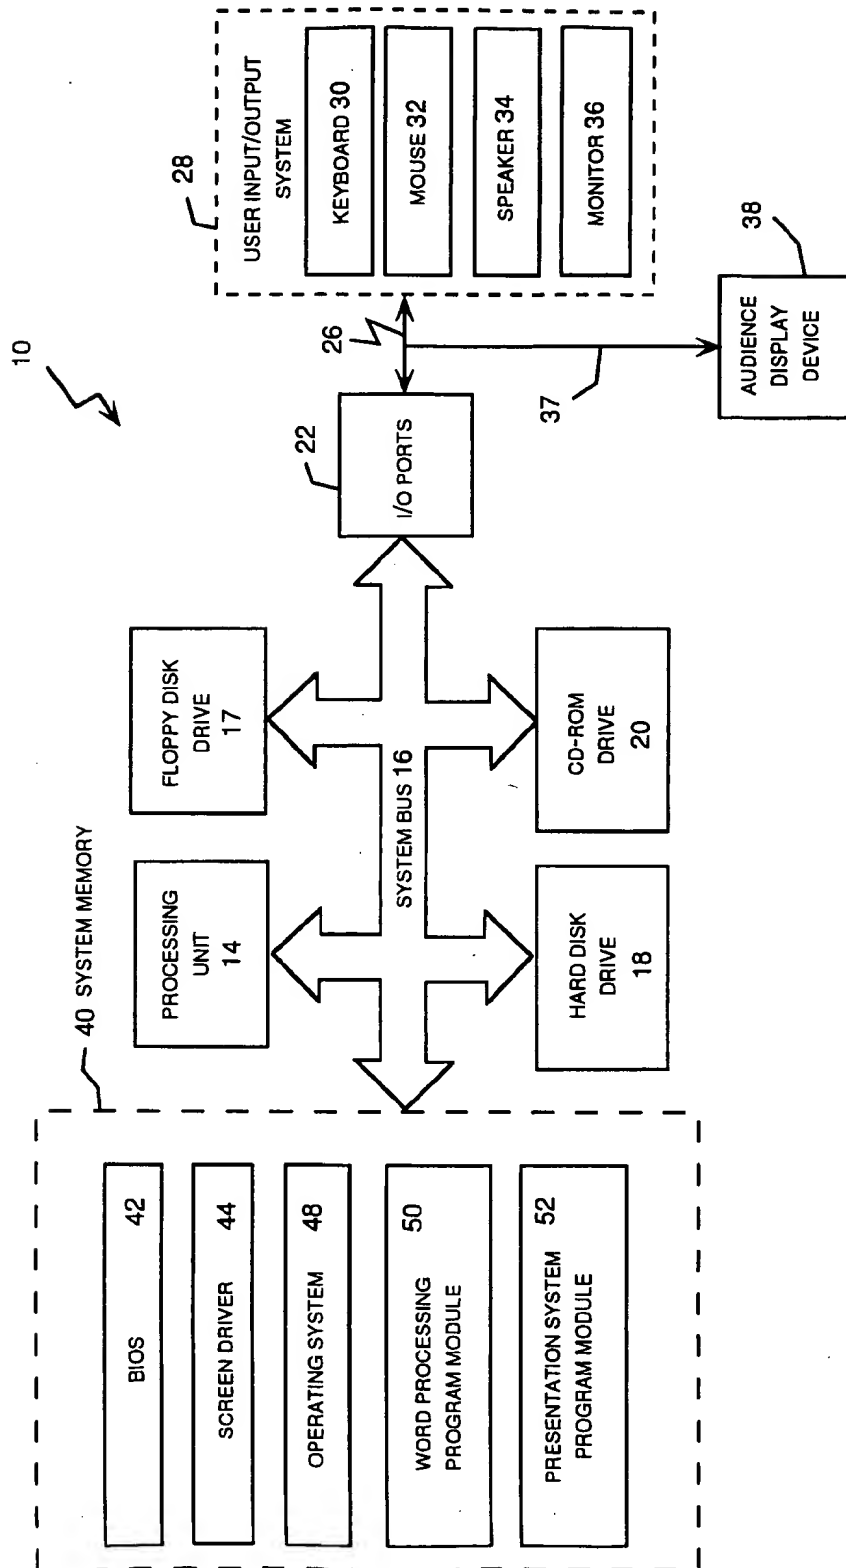 10
40 SYSTEM MEMORY
BIOS 42
SCREEN DRIVER 44
OPERATING SYSTEM 48
WORD PROCESSING 50
PROGRAM MODULE
PRESENTATION SYSTEM 52
PROGRAM MODULE
PROCESSING
UNIT
14
FLOPPY DISK
DRIVE
17
SYSTEM BUS 16
HARD DISK
DRIVE
18
CD-ROM
DRIVE
20
22
I/O PORTS
26
28
USER INPUT/OUTPUT
SYSTEM
KEYBOARD 30
MOUSE 32
SPEAKER 34
MONITOR 36
37
38
AUDIENCE
DISPLAY
DEVICE